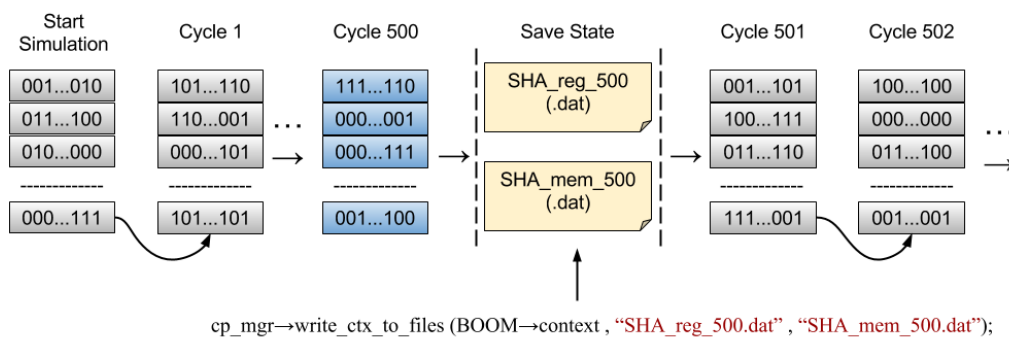 Start
Simulation
Cycle 1
Cycle 500
Save State
Cycle 501
Cycle 502
001...010
011...100
010...000
-------------
000...111
101...110
110...001
000...101
-------------
101...101
...
111...110
000...001
000...111
-------------
001...100
SHA_reg_500
(.dat)
SHA_mem_500
(.dat)
001...101
100...111
011...110
-------------
111...001
100...100
000...000
011...100
-------------
001...001
...
cp_mgr→write_ctx_to_files (BOOM→context , “SHA_reg_500.dat” , “SHA_mem_500.dat”);